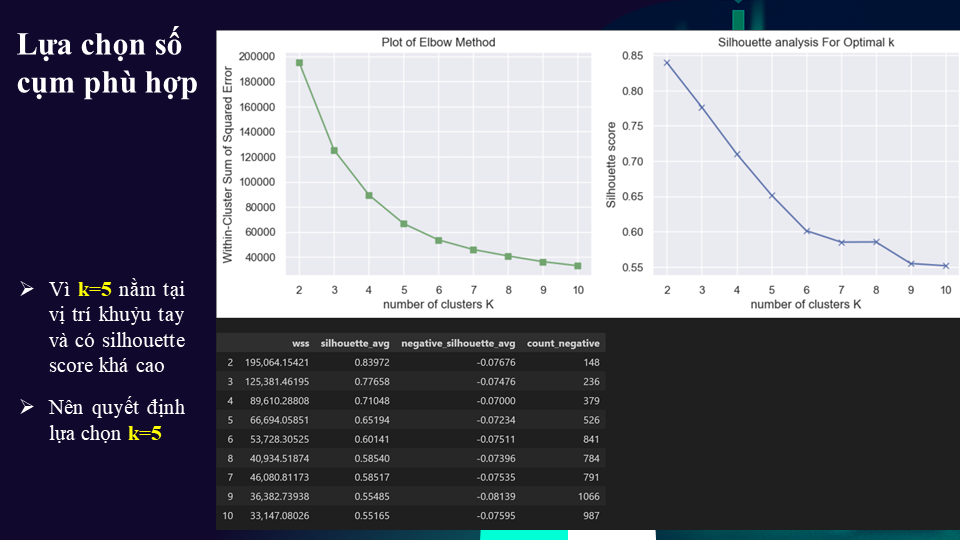 Lựa chọn số
cụm phù hợp
Vì k=5 nằm tại
vị trí khuỷu tay
và có silhouette
score khá cao
Nên quyết định
lựa chọn k=5
Plot of Elbow Method
Within-Cluster Sum of Squared Error
200000
180000
160000
140000
120000
100000
80000
60000
40000
2 3 4 5 6 7 8 9 10
number of clusters K
Silhouette analysis For Optimal k
Silhouette score
0.85
0.80
0.75
0.70
0.65
0.60
0.55
2 3 4 5 6 7 8 9 10
number of clusters K
wss silhouette_avg negative_silhouette_avg count_negative
2 195,064.15421 0.83972 -0.07676 148
3 125,381.46195 0.77658 -0.07476 236
4 89,610.28808 0.71048 -0.07000 379
5 66,694.05851 0.65194 -0.07234 526
6 53,728.30525 0.60141 -0.07511 841
8 40,934.51874 0.58540 -0.07396 784
7 46,080.81173 0.58517 -0.07535 791
9 36,382.73938 0.55485 -0.08139 1066
10 33,147.08026 0.55165 -0.07595 987